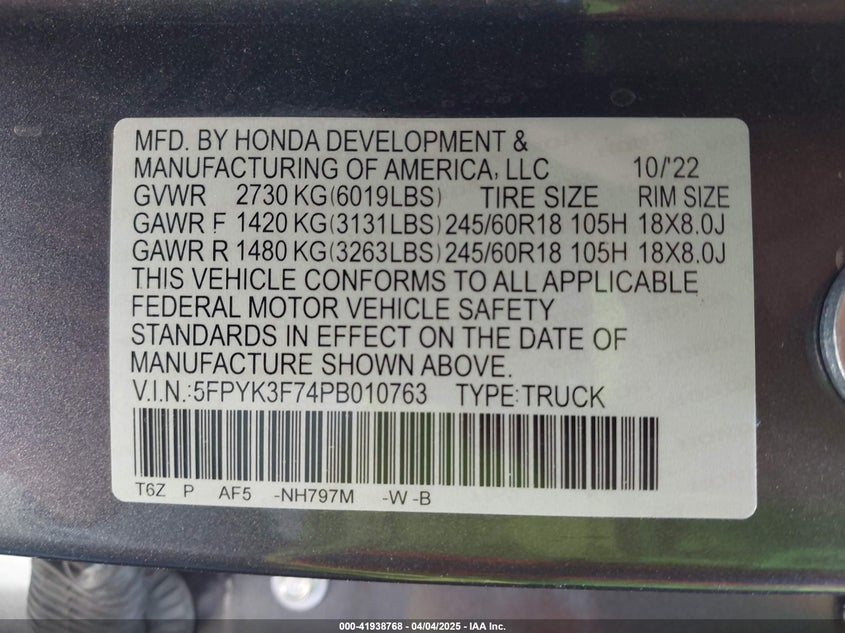 MFD. BY HONDA DEVELOPMENT &
MANUFACTURING OF AMERICA, LLC 10/'22
GVWR 2730 KG(6019LBS) TIRE SIZE RIM SIZE
GAWR F 1420 KG(3131LBS) 245/60R18 105H 18X8.0J
GAWR R 1480 KG(3263LBS) 245/60R18 105H 18X8.0J
THIS VEHICLE CONFORMS TO ALL APPLICABLE
FEDERAL MOTOR VEHICLE SAFETY
STANDARDS IN EFFECT ON THE DATE OF
MANUFACTURE SHOWN ABOVE.
V.I.N.:5FPYK3F74PB010763 TYPE:TRUCK
T6Z P AF5 -NH797M -W -B
000-41938768 - 04/04/2025 - IAA Inc.